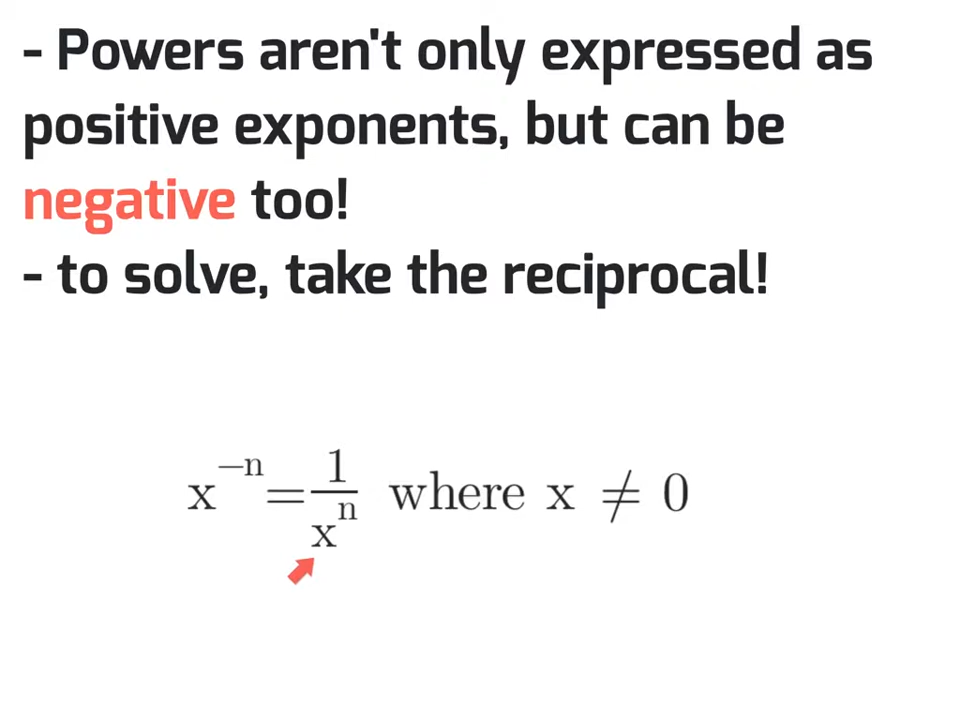 - Powers aren't only expressed as
positive exponents, but can be
negative too!
- to solve, take the reciprocal!
x^{−n} = \frac{1}{x^n} where x ≠ 0